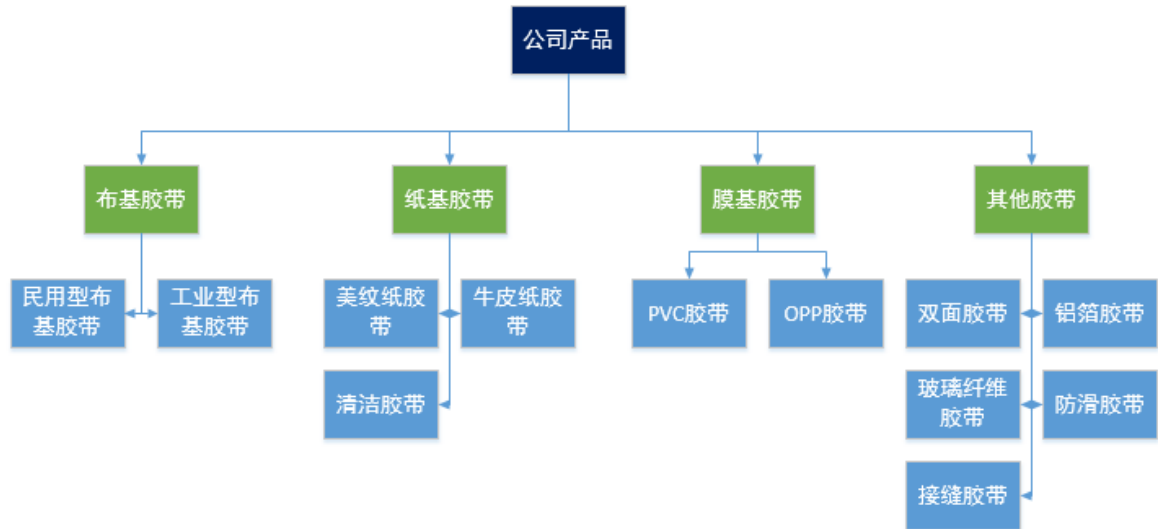 公司产品
布基胶带
纸基胶带
膜基胶带
其他胶带
民用型布
基胶带
工业型布
基胶带
美纹纸胶
带
牛皮纸胶
带
PVC胶带
OPP胶带
双面胶带
铝箔胶带
清洁胶带
玻璃纤维
胶带
防滑胶带
接缝胶带